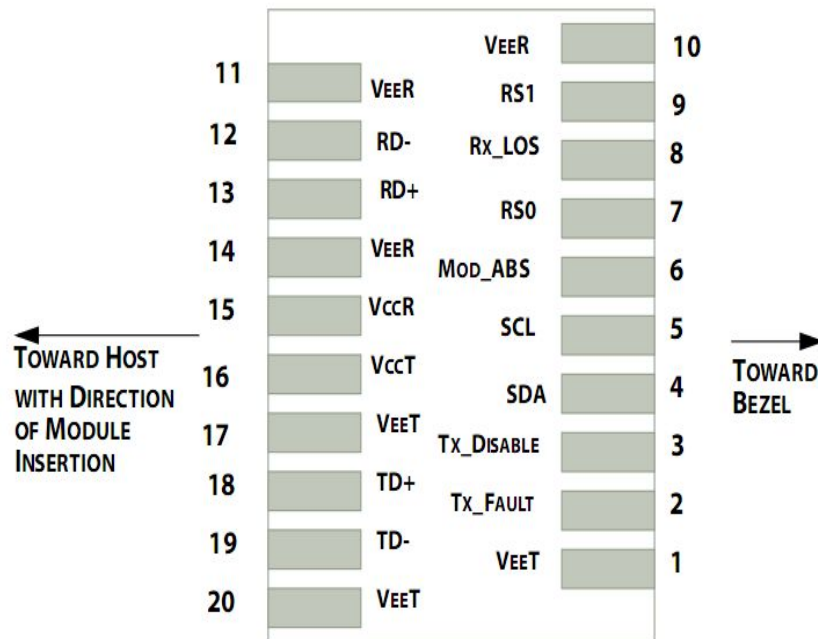 VEER
10
11
VEER
RS1
9
12
RD-
RX_LOS
8
13
RD+
RS0
7
14
VEER
MOD_ABS
6
15
VCCR
SCL
5
TOWARD HOST
WITH DIRECTION
OF MODULE
INSERTION
16
VCCT
SDA
4
TOWARD
BEZEL
17
VEET
TX_DISABLE
3
18
TD+
TX_FAULT
2
19
TD-
VEET
1
20
VEET